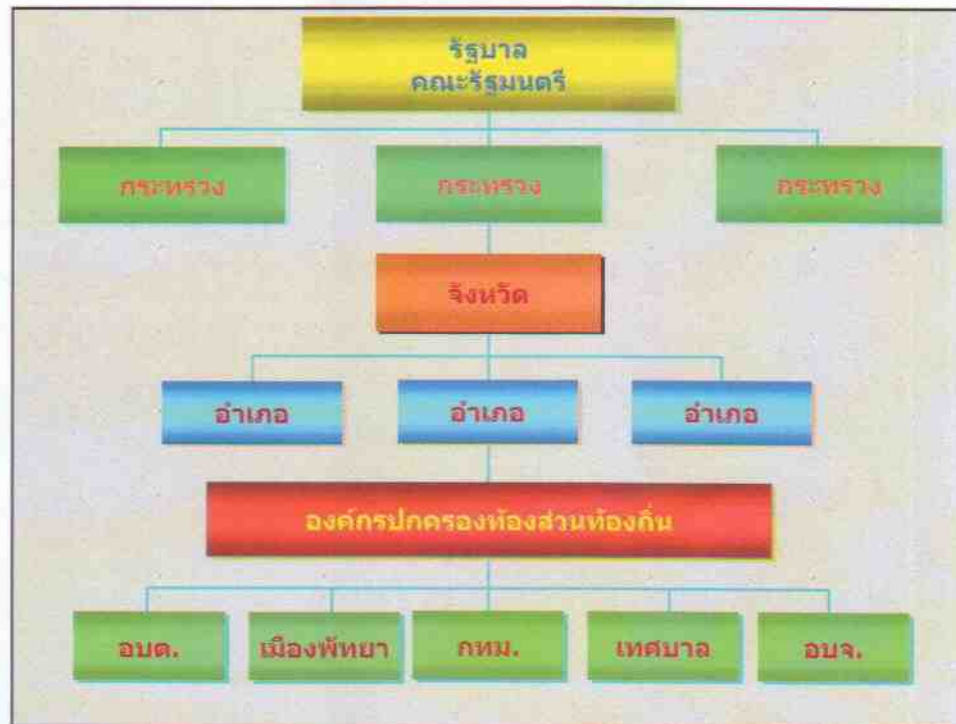 รัฐบาล
คณะรัฐมนตรี
กระทรวง
กระทรวง
กระทรวง
จังหวัด
อำเภอ
อำเภอ
อำเภอ
องค์กรปกครองท้องส่วนท้องถิ่น
อบต.
เมืองพัทยา
กทม.
เทศบาล
อบจ.